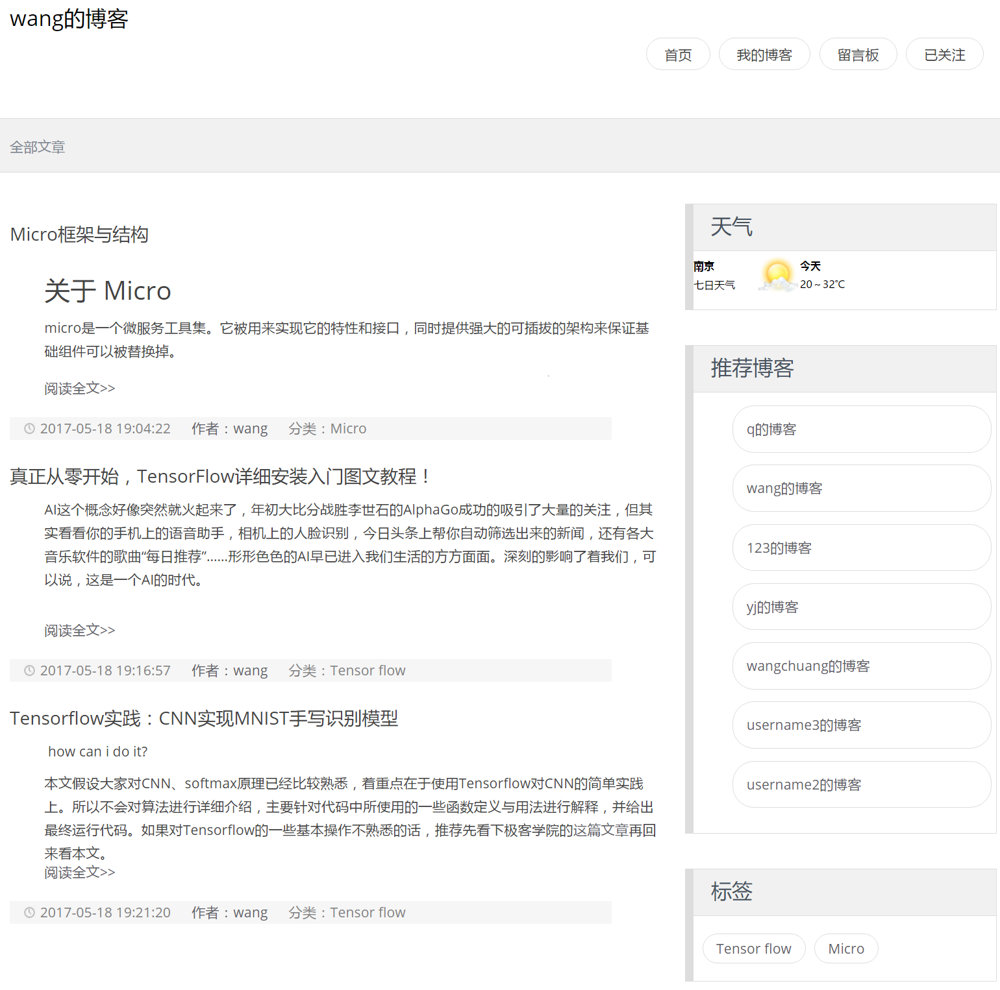 wang的博客
首页 我的博客 留言板 已关注
全部文章
Micro框架与结构
关于 Micro
micro是一个微服务工具集。它被用来实现它的特性和接口，同时提供强大的可插拔的架构来保证基
础组件可以被替换掉。
阅读全文>>
2017-05-18 19:04:22 作者：wang 分类：Micro
真正从零开始，TensorFlow详细安装入门图文教程！
AI这个概念好像突然就火起来了，年初大比分战胜李世石的AlphaGo成功的吸引了大量的关注，但其
实看看你的手机上的语音助手，相机上的人脸识别，今日头条上帮你自动筛选出来的新闻，还有各大
音乐软件的歌曲“每日推荐”……形形色色的AI早已进入我们生活的方方面面。深刻的影响了着我们，可
以说，这是一个AI的时代。
阅读全文>>
2017-05-18 19:16:57 作者：wang 分类：Tensor flow
Tensorflow实践：CNN实现MNIST手写识别模型
how can i do it?
本文假设大家对CNN、softmax原理已经比较熟悉，着重点在于使用Tensorflow对CNN的简单实践
上。所以不会对算法进行详细介绍，主要针对代码中所使用的一些函数定义与用法进行解释，并给出
最终运行代码。如果对Tensorflow的一些基本操作不熟悉的话，推荐先看下极客学院的这篇文章再回
来看本文。
阅读全文>>
2017-05-18 19:21:20 作者：wang 分类：Tensor flow
天气
南京 今天
七日天气 20～32℃
推荐博客
q的博客
wang的博客
123的博客
yj的博客
wangchuang的博客
username3的博客
username2的博客
标签
Tensor flow Micro